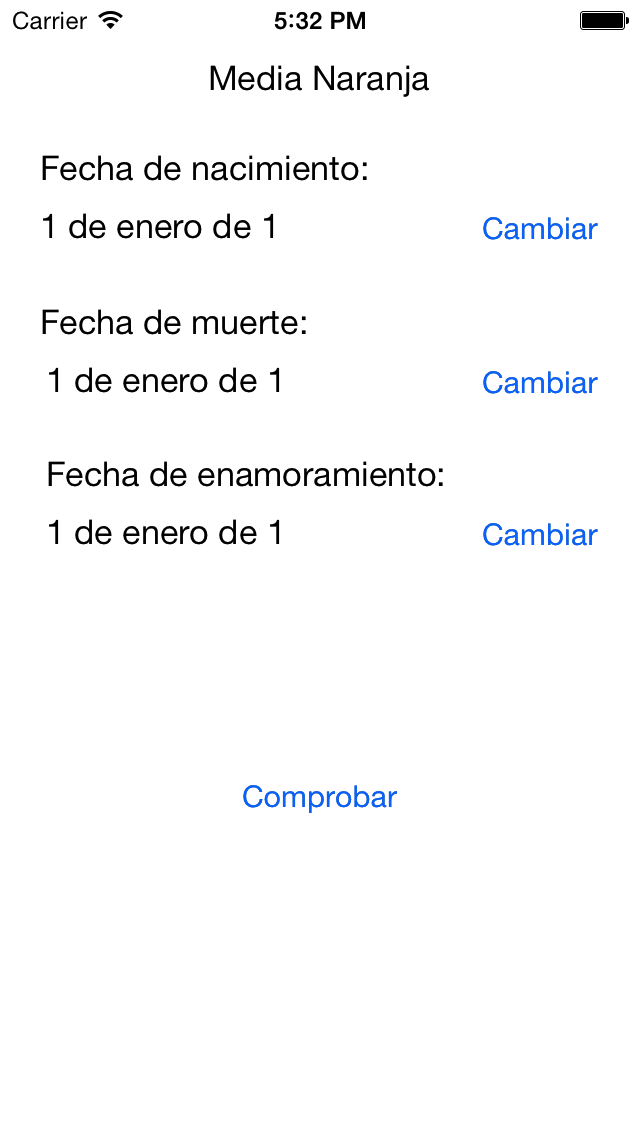 Carrier 5:32 PM
Media Naranja
Fecha de nacimiento:
1 de enero de 1 Cambiar
Fecha de muerte:
1 de enero de 1 Cambiar
Fecha de enamoramiento:
1 de enero de 1 Cambiar
Comprobar